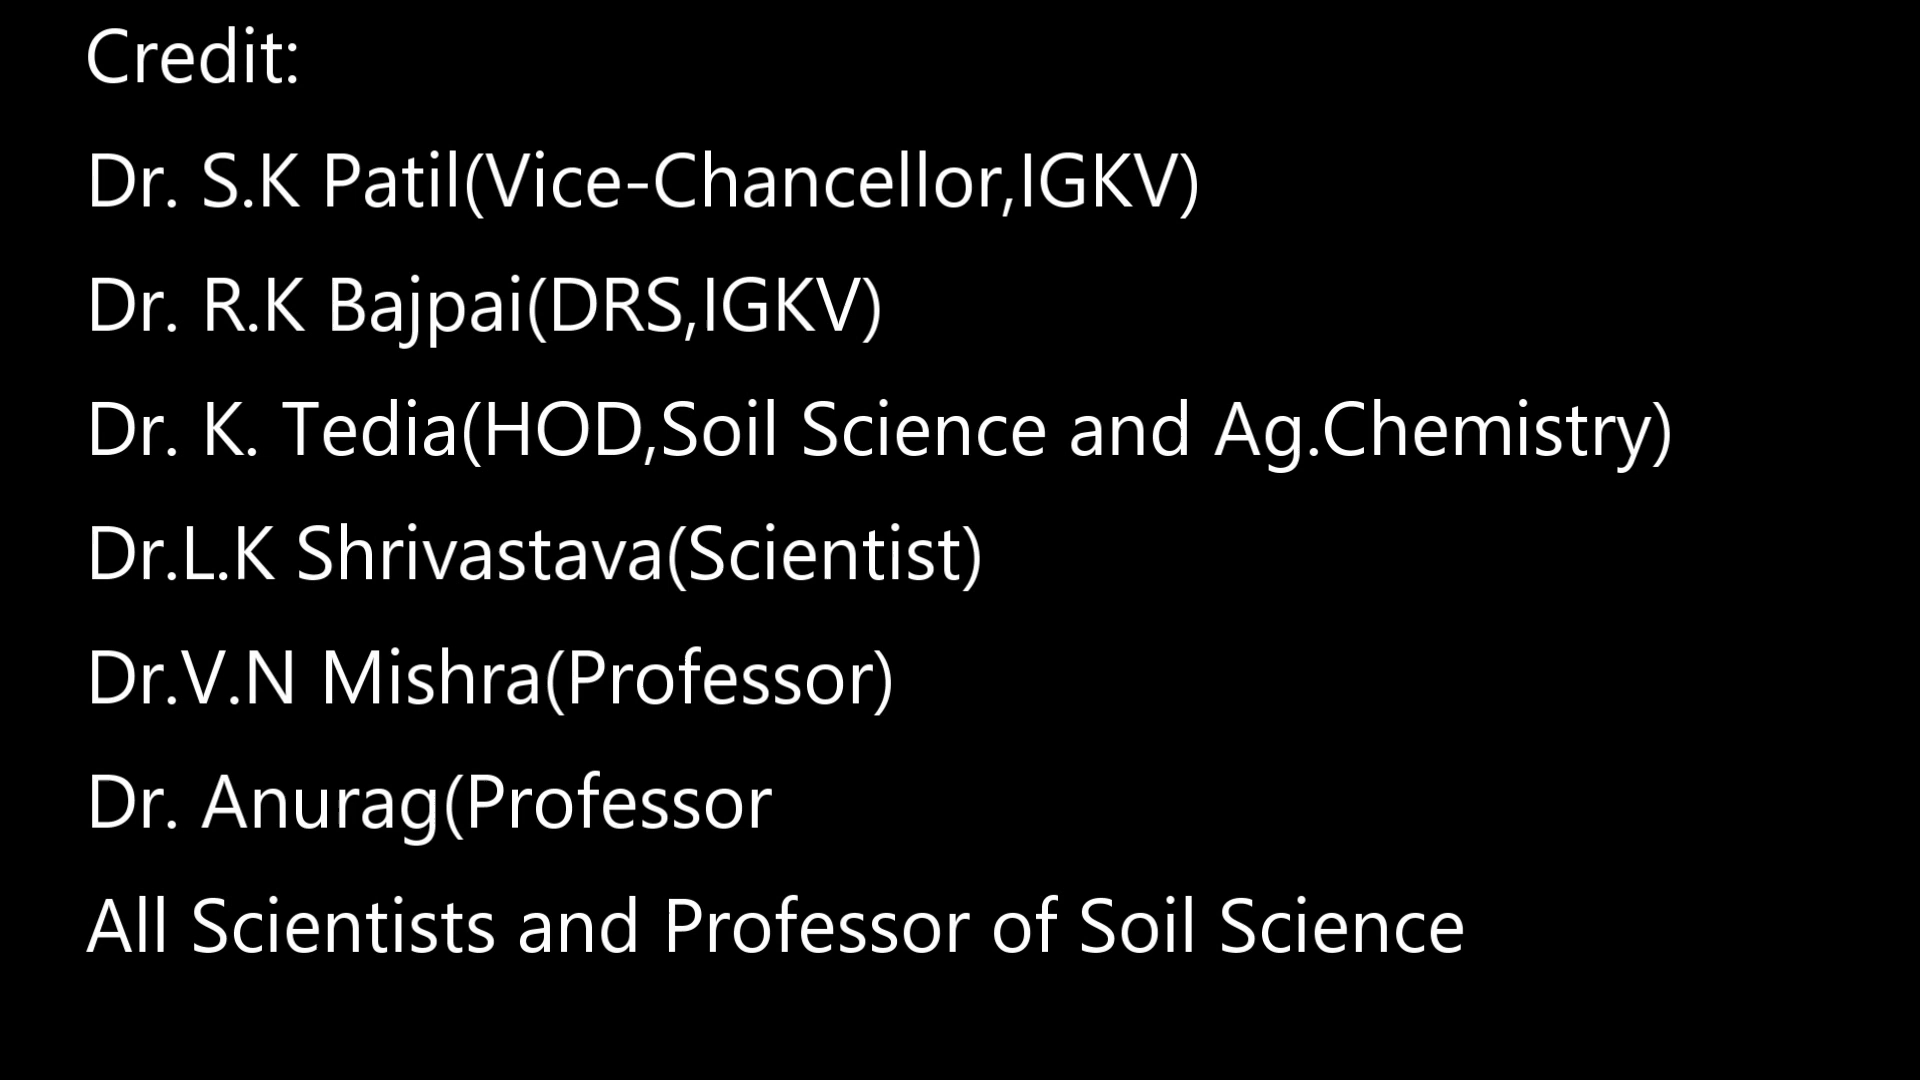 Credit:
Dr. S.K Patil(Vice-Chancellor,IGKV)
Dr. R.K Bajpai(DRS,IGKV)
Dr. K. Tedia(HOD,Soil Science and Ag.Chemistry)
Dr.L.K Shrivastava(Scientist)
Dr.V.N Mishra(Professor)
Dr. Anurag(Professor
All Scientists and Professor of Soil Science